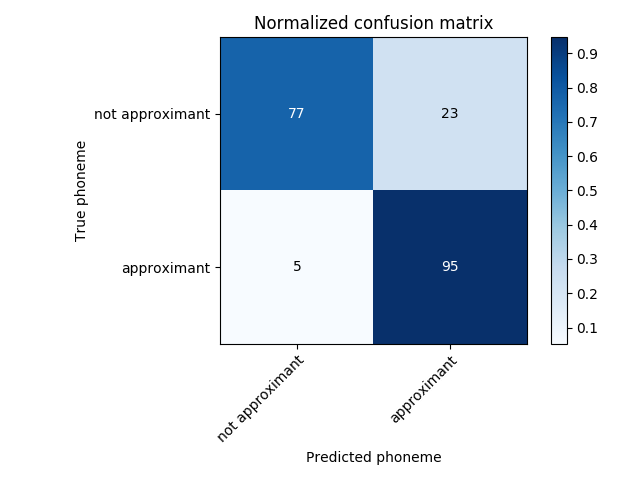 Normalized confusion matrix
True phoneme
not approximant
approximant
77
23
5
95
not approximant
approximant
Predicted phoneme
0.9
0.8
0.7
0.6
0.5
0.4
0.3
0.2
0.1